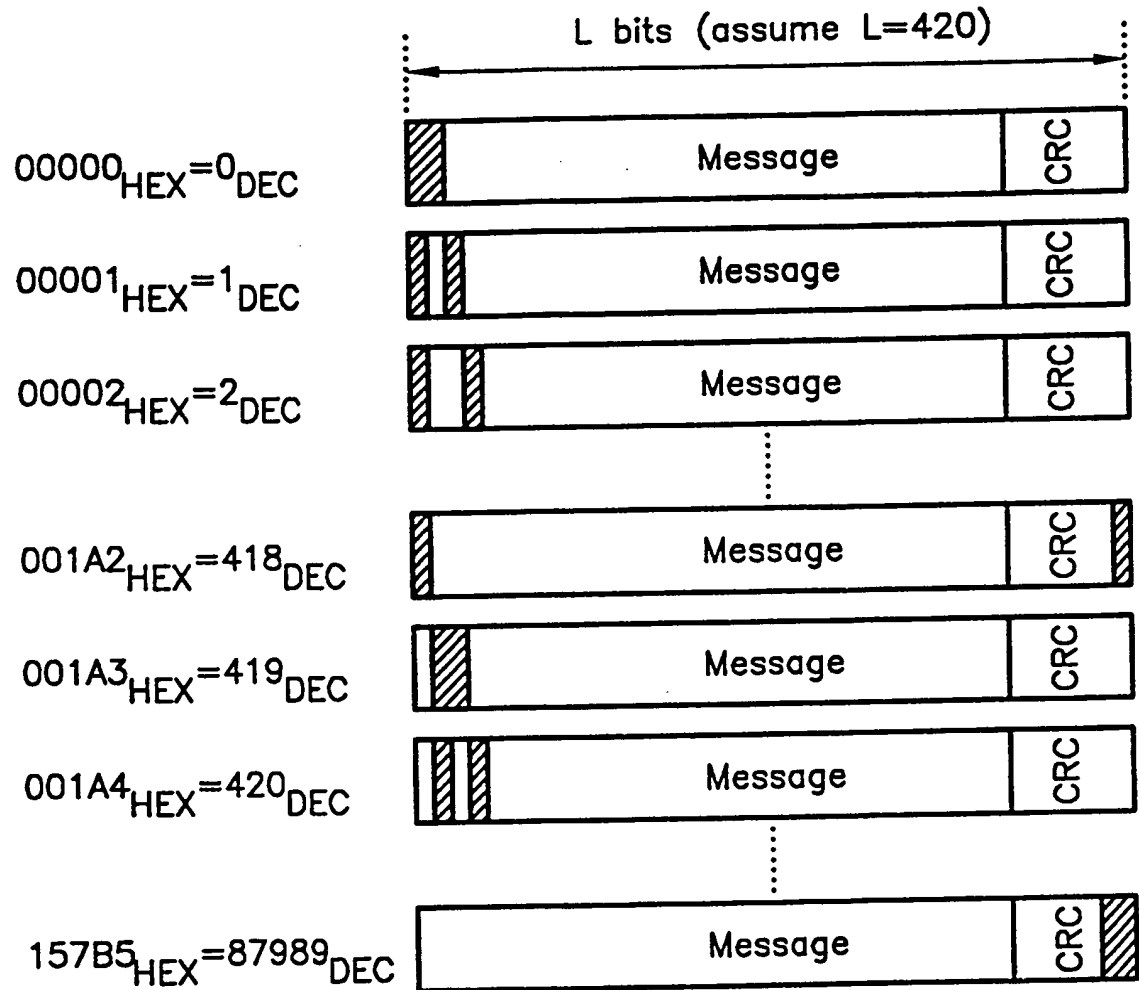 L bits (assume L=420)
00000HEX=0DEC Message CRC
00001HEX=1DEC Message CRC
00002HEX=2DEC Message CRC
001A2HEX=418DEC Message CRC
001A3HEX=419DEC Message CRC
001A4HEX=420DEC Message CRC
157B5HEX=87989DEC Message CRC